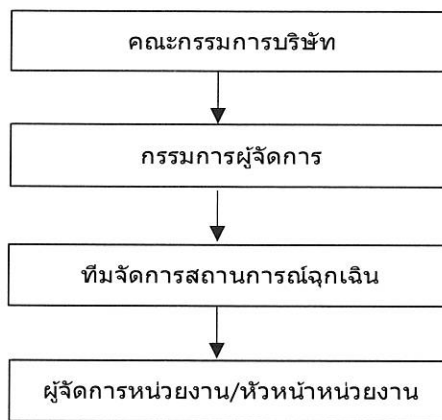 คณะกรรมการบริษัท
กรรมการผู้จัดการ
ทีมจัดการสถานการณ์ฉุกเฉิน
ผู้จัดการหน่วยงาน/หัวหน้าหน่วยงาน